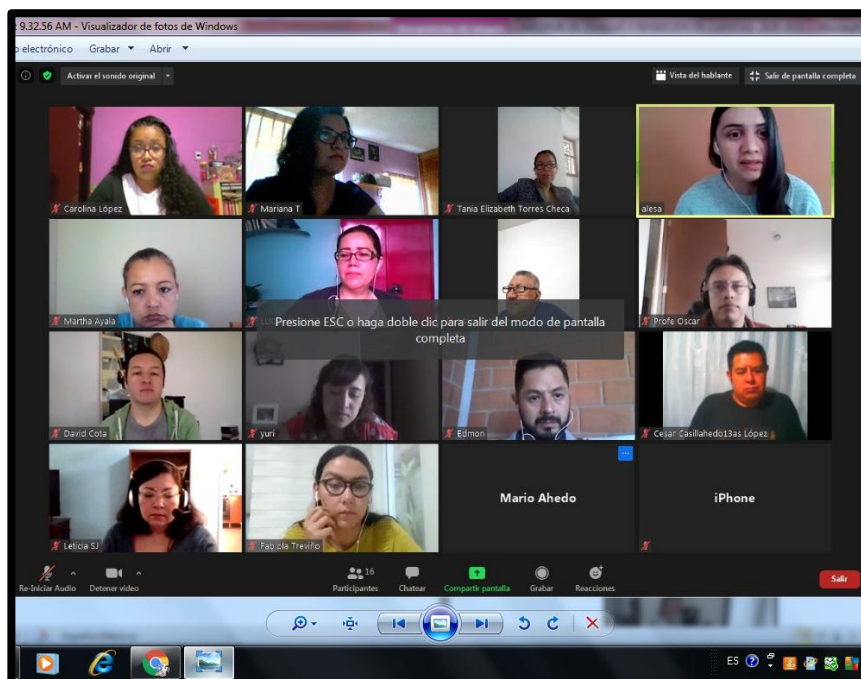 9.32.56 AM - Visualizador de fotos de Windows
o electrónico Grabar Abrir
Activar el sonido original
Vista del hablante
Salir de pantalla completa
Carolina López
Mariana T
Tania Elizabeth Torres Checa
alesa
Martha Ayala
Profe Oscar
Presione ESC o haga doble clic para salir del modo de pantalla
completa
David Cota
yuri
Edmon
Cesar Casillahedo13as López
Leticia SJ
Fabiola Treviño
Mario Ahedo
iPhone
Re-Iniciar Audio
Detener video
16
Participantes
Chatear
Compartir pantalla
Grabar
Reacciones
Salir
ES